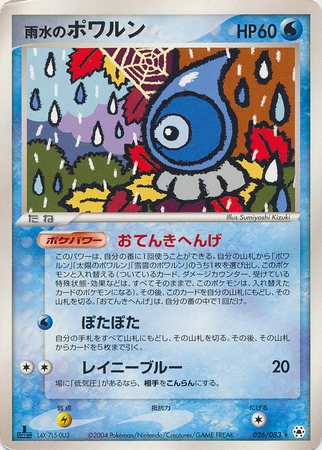 雨水のポワルン HP60
たね
Illus. Sumiyoshi Kizuki
ポケパワー おてんきへんげ
このパワーは、自分の番に1回使うことができる。自分の山札から「ポワ
ルン」「太陽のポワルン」「雪雲のポワルン」のうち1枚を選び出し、このポケモ
ンと入れ替える(ついているカード、ダメージカウンター、受けている
特殊状態・効果などは、すべてそのままで、このカードは、入れ替えた
カードのポケモンになる)。その後、このカードを自分の山札にもどし、そ
の山札を切る。「おてんきへんげ」は、自分の番の中で1回だけ。
ぽたぽた
自分の手札をすべて山札にもどし、その山札を切る。その後、自分の山
札からカードを5枚まで引く。
レイニーブルー 20
場に「低気圧」があるなら、相手をこんらんにする。
弱点 抵抗力 にげる
1
L4X-7L5-0U3
©2004 Pokémon/Nintendo/Creatures/GAME FREAK
026/083